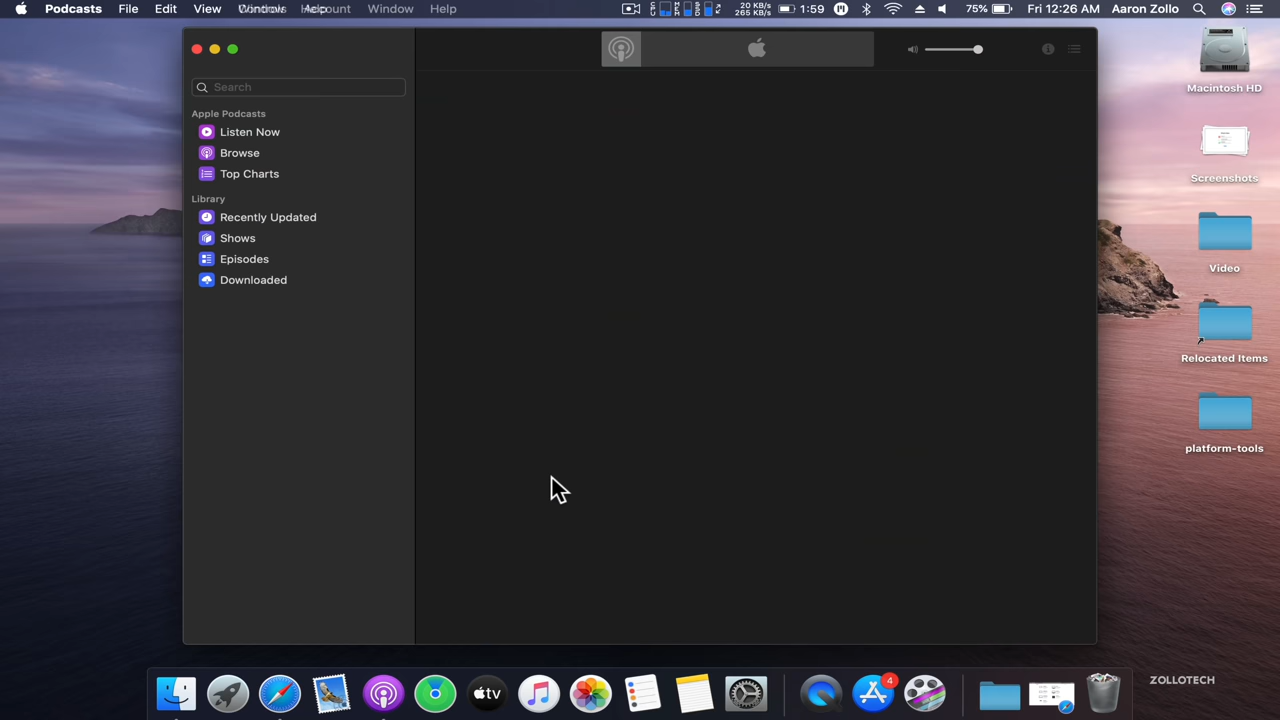 Podcasts File Edit View Controls Account Window Help
20 KB/s
265 KB/s
1:59
75%
Fri 12:26 AM
Aaron Zollo
Search
Apple Podcasts
Listen Now
Browse
Top Charts
Library
Recently Updated
Shows
Episodes
Downloaded
Macintosh HD
Screenshots
Video
Relocated Items
platform-tools
tv
4
ZOLLOTECH